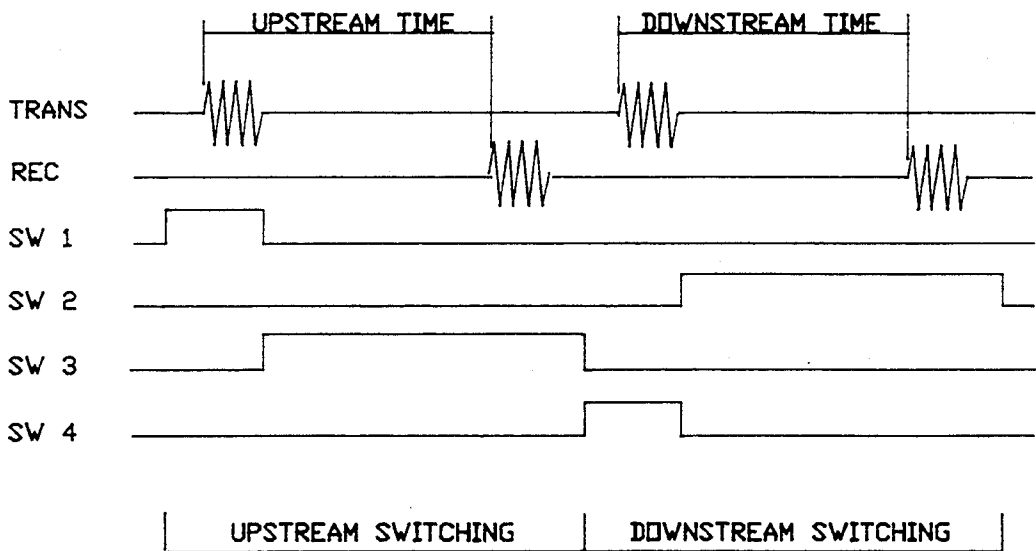 UPSTREAM TIME
DOWNSTREAM TIME
TRANS
REC
SW 1
SW 2
SW 3
SW 4
UPSTREAM SWITCHING
DOWNSTREAM SWITCHING